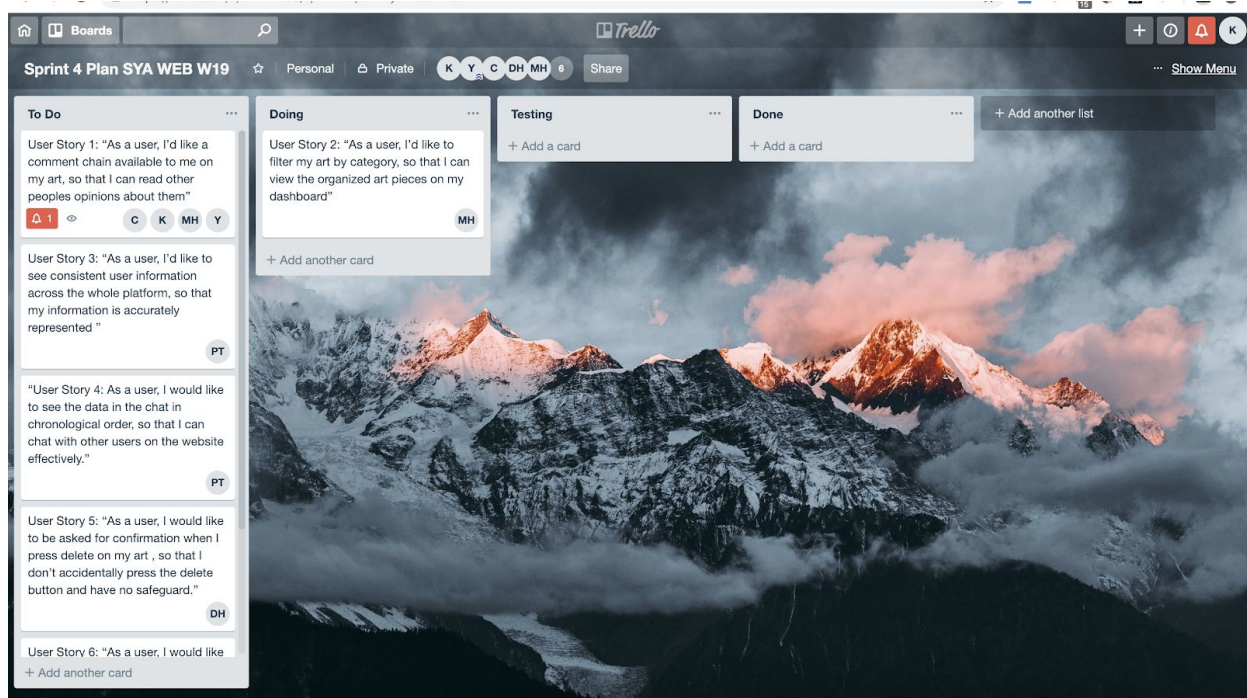 15
Boards
Trello
K
Sprint 4 Plan SYA WEB W19
Personal
Private
K Y C DH MH 6
Share
... Show Menu
To Do
User Story 1: “As a user, I’d like a
comment chain available to me on
my art, so that I can read other
peoples opinions about them”
1
C K MH Y
User Story 3: “As a user, I’d like to
see consistent user information
across the whole platform, so that
my information is accurately
represented ”
PT
“User Story 4: As a user, I would like
to see the data in the chat in
chronological order, so that I can
chat with other users on the website
effectively.”
PT
User Story 5: “As a user, I would like
to be asked for confirmation when I
press delete on my art , so that I
don’t accidentally press the delete
button and have no safeguard.”
DH
User Story 6: “As a user, I would like
+ Add another card
Doing
User Story 2: “As a user, I’d like to
filter my art by category, so that I can
view the organized art pieces on my
dashboard”
MH
+ Add another card
Testing
+ Add a card
Done
+ Add a card
+ Add another list